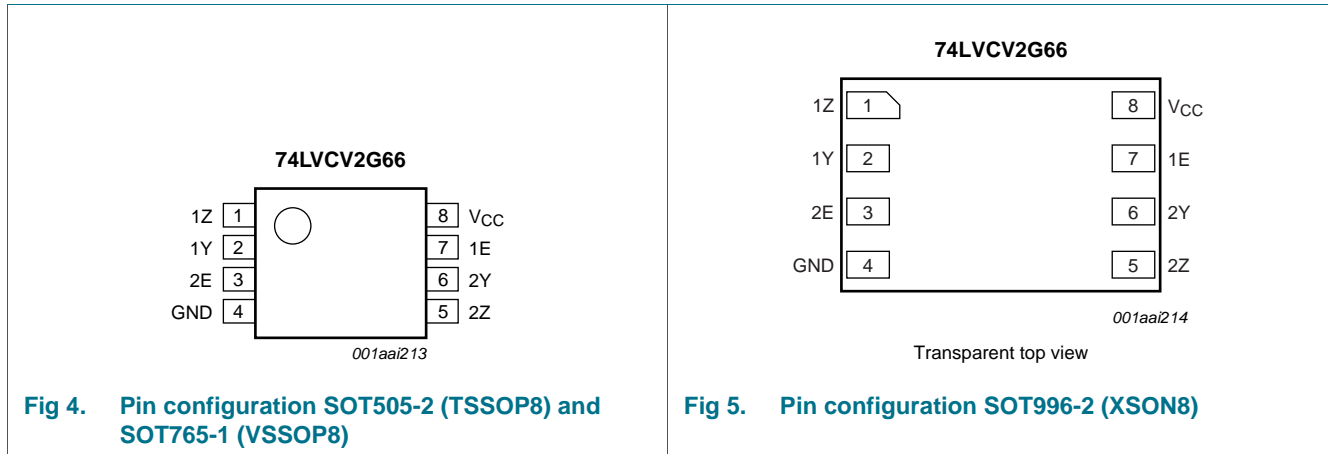 74LVCV2G66
1Z 1 8 VCC
1Y 2 7 1E
2E 3 6 2Y
GND 4 5 2Z
001aai213
Fig 4. Pin configuration SOT505-2 (TSSOP8) and
SOT765-1 (VSSOP8)
74LVCV2G66
1Z 1 8 VCC
1Y 2 7 1E
2E 3 6 2Y
GND 4 5 2Z
001aai214
Transparent top view
Fig 5. Pin configuration SOT996-2 (XSON8)